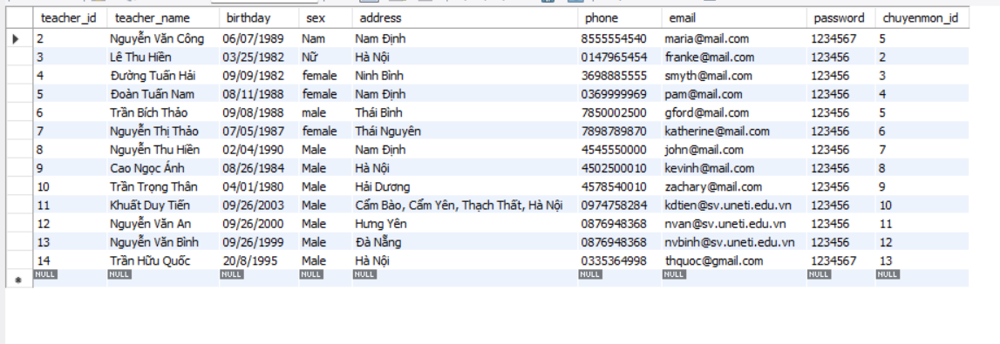 teacher_id teacher_name birthday sex address phone email password chuyenmon_id
2 Nguyễn Văn Công 06/07/1989 Nam Nam Định 8555554540 maria@mail.com 1234567 5
3 Lê Thu Hiền 03/25/1982 Nữ Hà Nội 0147965454 franke@mail.com 123456 2
4 Đường Tuấn Hải 09/09/1982 female Ninh Bình 3698885555 smyth@mail.com 123456 3
5 Đoàn Tuấn Nam 08/11/1988 female Nam Định 0369999969 pam@mail.com 123456 4
6 Trần Bích Thảo 09/08/1988 male Thái Bình 7850002500 gford@mail.com 123456 5
7 Nguyễn Thị Thảo 07/05/1987 female Thái Nguyên 7898789870 katherine@mail.com 123456 6
8 Nguyễn Thu Hiền 02/04/1990 Male Nam Định 4545550000 john@mail.com 123456 7
9 Cao Ngọc Ánh 08/26/1984 Male Hà Nội 4502500010 kevinh@mail.com 123456 8
10 Trần Trọng Thân 04/01/1980 Male Hải Dương 4578540010 zachary@mail.com 123456 9
11 Khuất Duy Tiến 09/26/2003 Male Cẩm Bào, Cẩm Yên, Thạch Thất, Hà Nội 0974758284 kdtien@sv.uneti.edu.vn 123456 10
12 Nguyễn Văn An 09/26/2000 Male Hưng Yên 0876948368 nvan@sv.uneti.edu.vn 123456 11
13 Nguyễn Văn Bình 09/26/1999 Male Đà Nẵng 0876948368 nvbinh@sv.uneti.edu.vn 123456 12
14 Trần Hữu Quốc 20/8/1995 Male Hà Nội 0335364998 thquoc@gmail.com 1234567 13
NULL NULL NULL NULL NULL NULL NULL NULL NULL